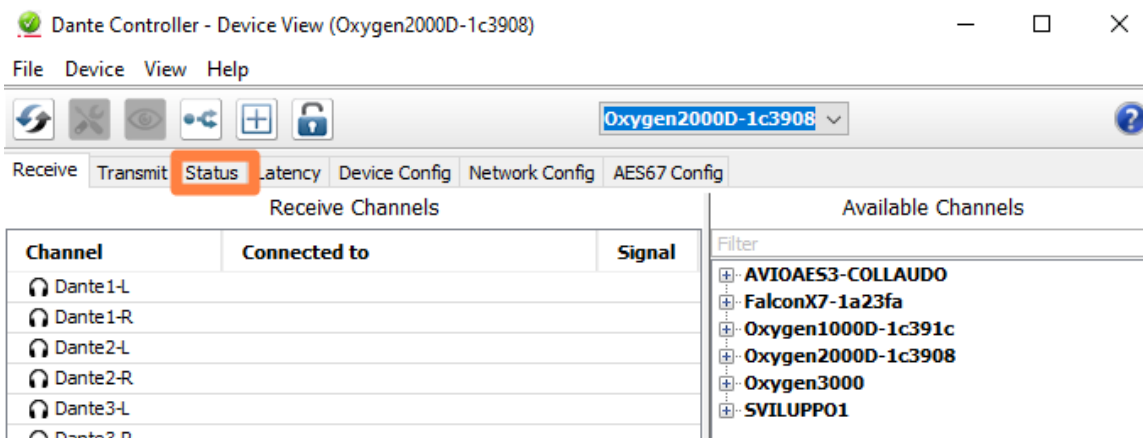 Dante Controller - Device View (Oxygen2000D-1c3908)
File Device View Help
Oxygen2000D-1c3908
Receive Transmit Status Latency Device Config Network Config AES67 Config
Receive Channels
Available Channels
Channel Connected to Signal
Filter
Dante1-L
Dante1-R
Dante2-L
Dante2-R
Dante3-L
Dante3-R
AVIOAES3-COLLAUDO
FalconX7-1a23fa
Oxygen1000D-1c391c
Oxygen2000D-1c3908
Oxygen3000
SVILUPPO1